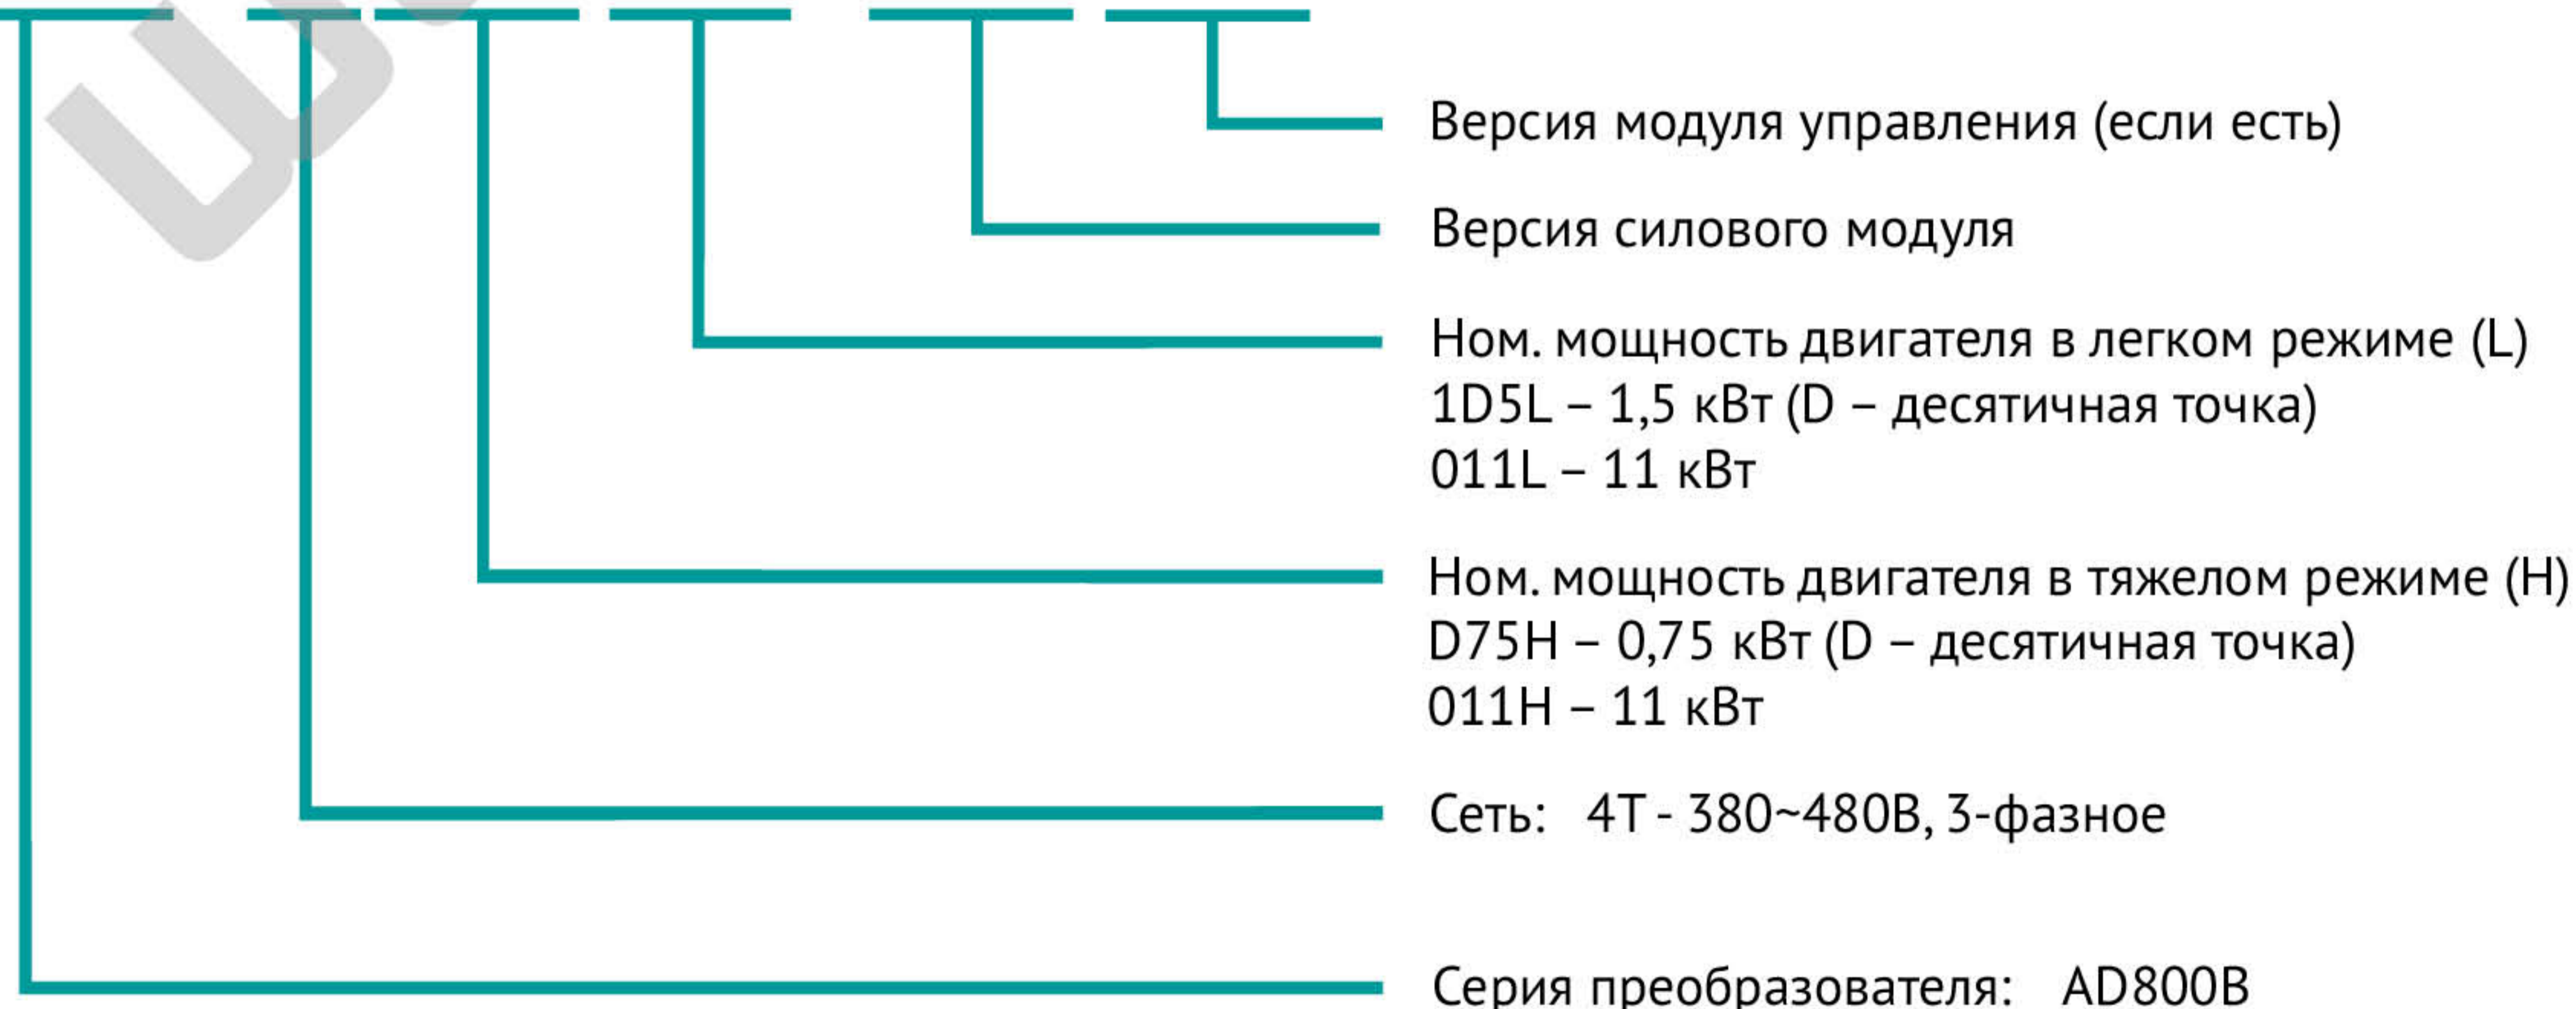 Версия модуля управления (если есть)
Версия силового модуля
Ном. мощность двигателя в легком режиме (L)
1D5L – 1,5 кВт (D – десятичная точка)
011L – 11 кВт
Ном. мощность двигателя в тяжелом режиме (H)
D75H – 0,75 кВт (D – десятичная точка)
011H – 11 кВт
Сеть: 4T - 380~480В, 3-фазное
Серия преобразователя: AD800B